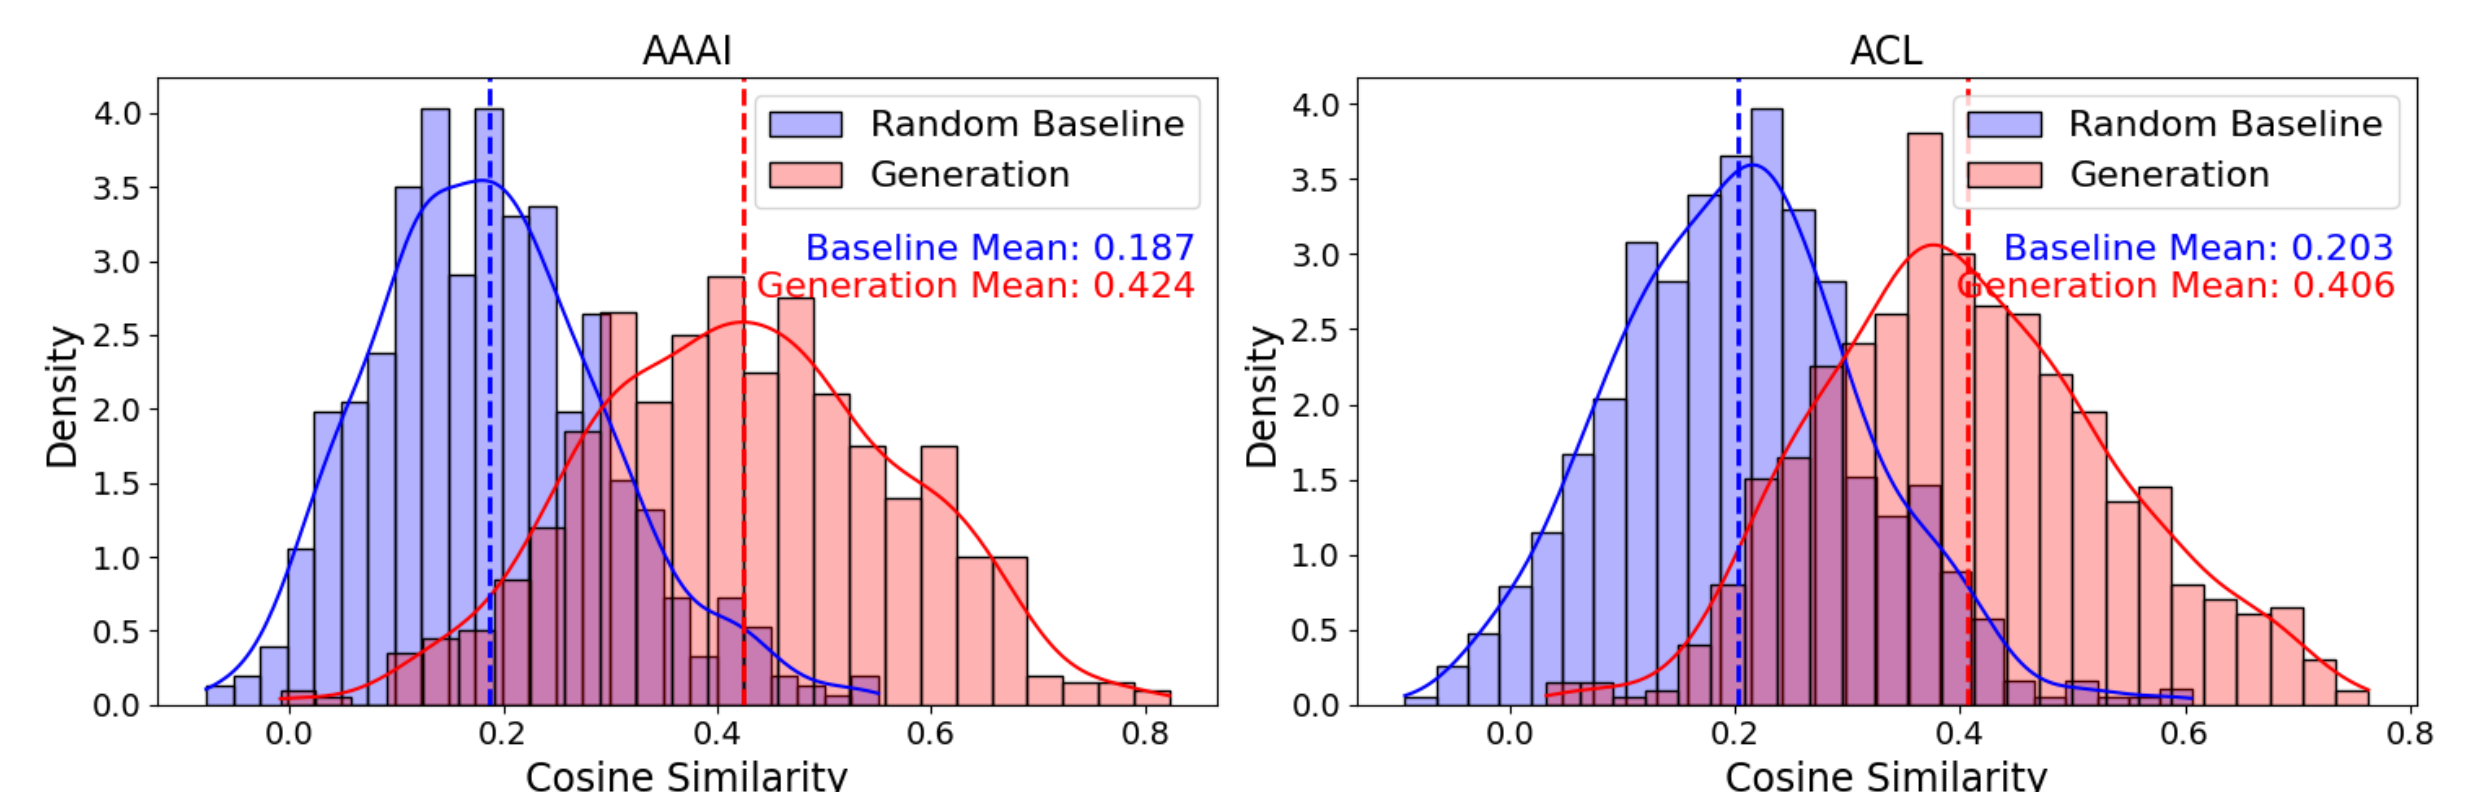 AAAI
Density
4.0
3.5
3.0
2.5
2.0
1.5
1.0
0.5
0.0
Random Baseline
Generation
Baseline Mean: 0.187
Generation Mean: 0.424
0.0 0.2 0.4 0.6 0.8
Cosine Similarity
ACL
Density
4.0
3.5
3.0
2.5
2.0
1.5
1.0
0.5
0.0
Random Baseline
Generation
Baseline Mean: 0.203
Generation Mean: 0.406
0.0 0.2 0.4 0.6 0.8
Cosine Similarity